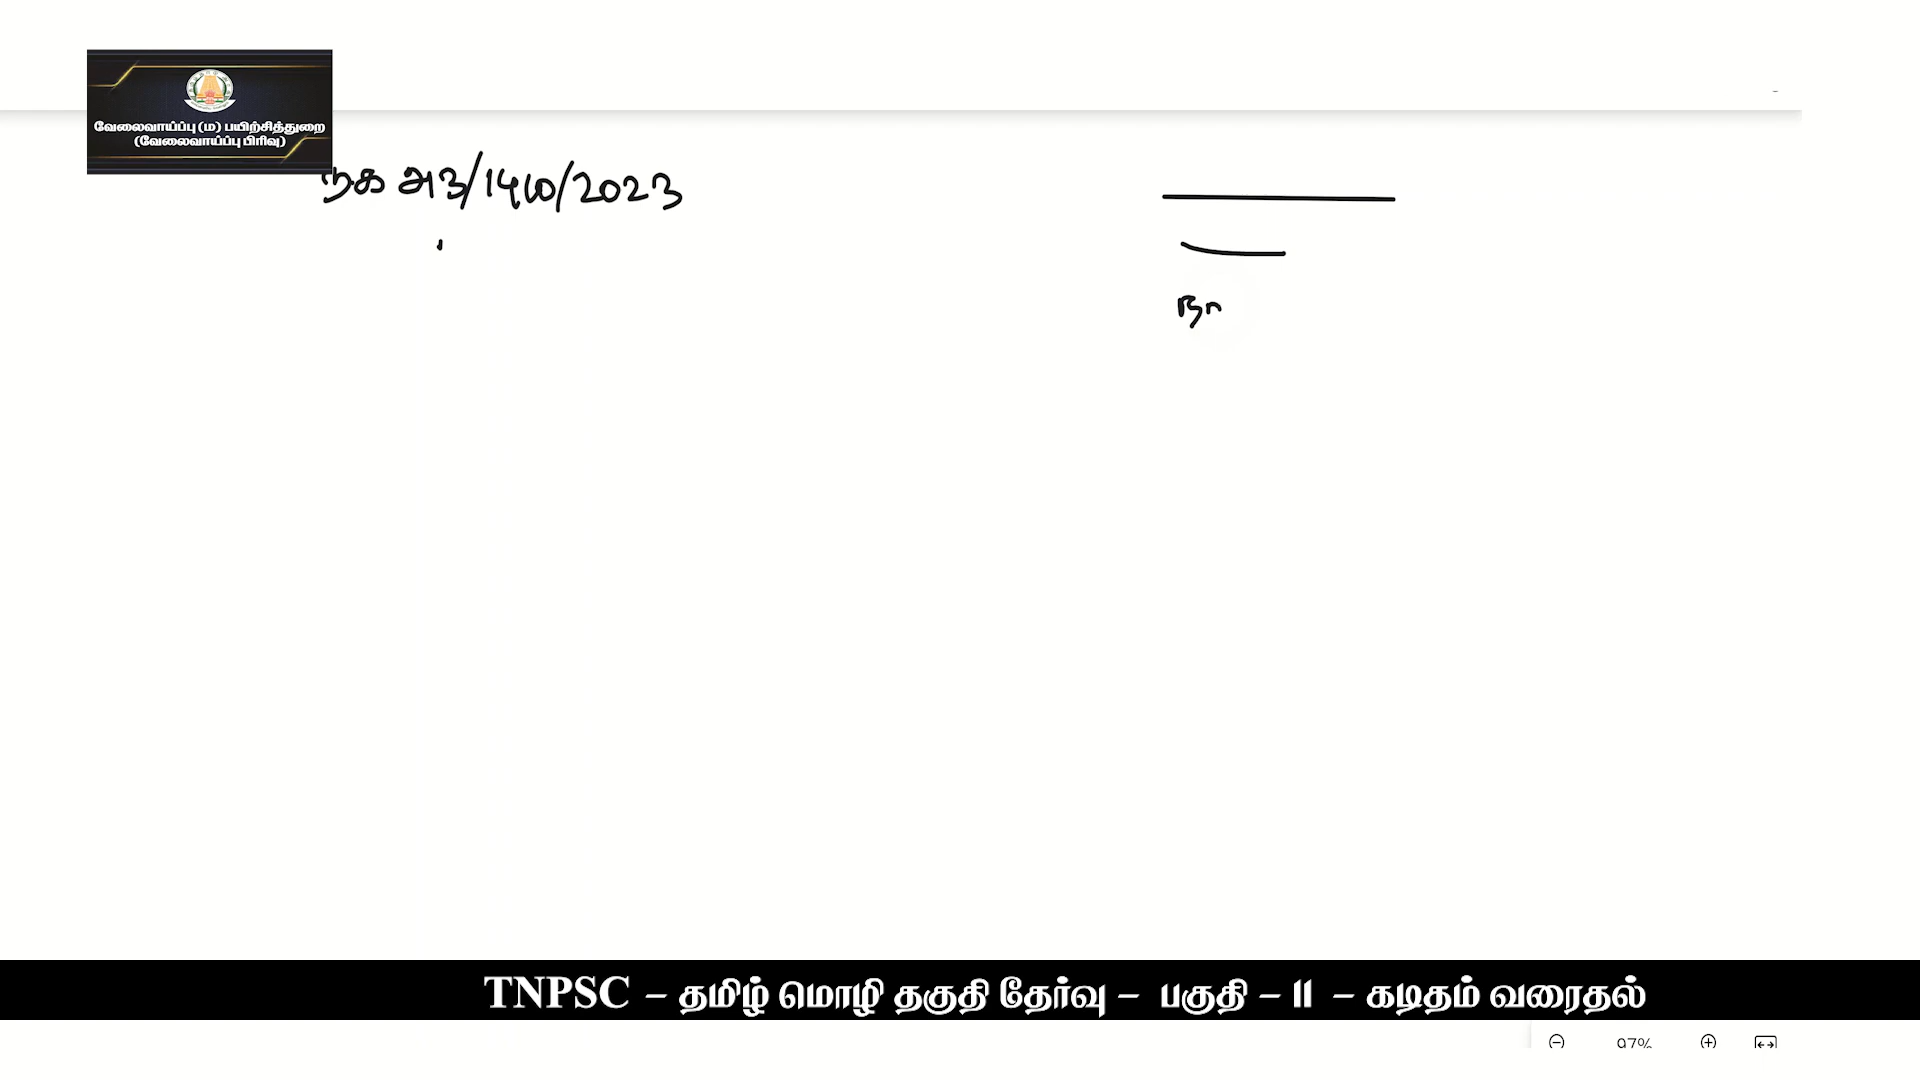 வேலைவாய்ப்பு (ம) பயிற்சித்துறை
(வேலைவாய்ப்பு பிரிவு)
ந.க அ3/1410/2023
நா
TNPSC – தமிழ் மொழி தகுதி தேர்வு – பகுதி – II – கடிதம் வரைதல்
97%